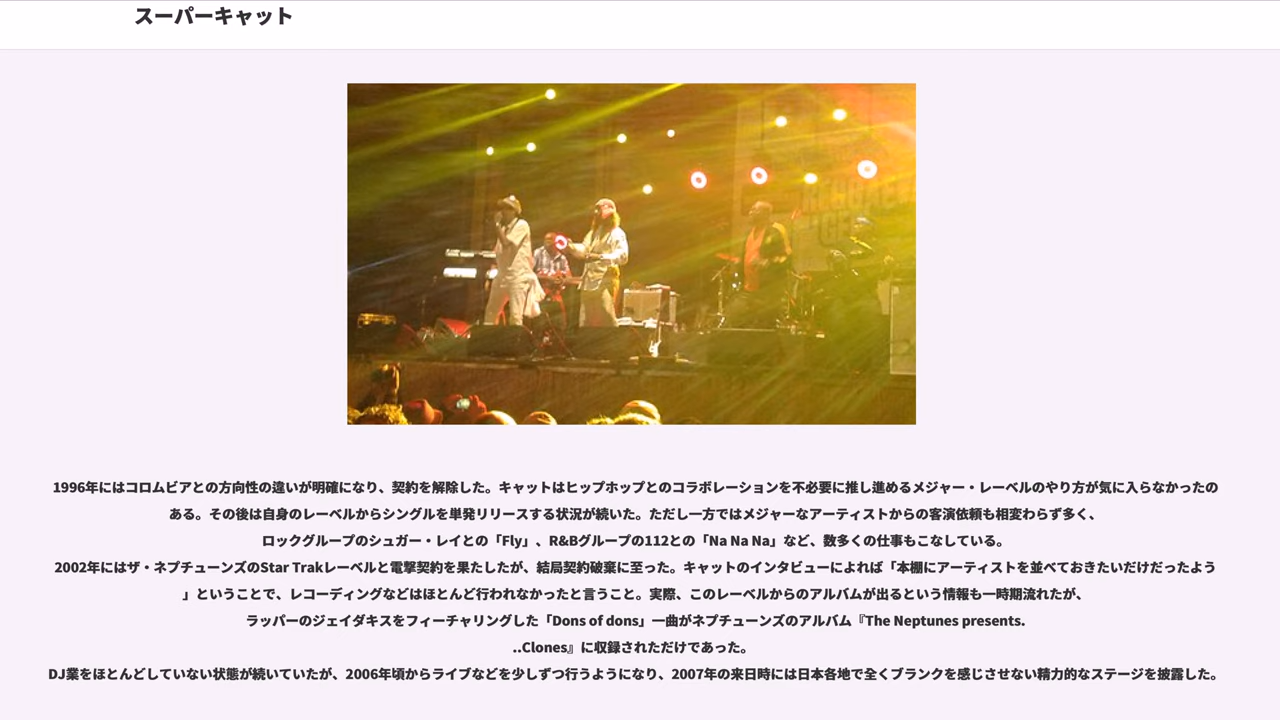 スーパーキャット
1996年にはコロムビアとの方向性の違いが明確になり、契約を解除した。キャットはヒップホップとのコラボレーションを不必要に推し進めるメジャー・レーベルのやり方が気に入らなかったの
ある。その後は自身のレーベルからシングルを単発リリースする状況が続いた。ただし一方ではメジャーなアーティストからの客演依頼も相変わらず多く、
ロックグループのシュガー・レイとの「Fly」、R&Bグループの112との「Na Na Na」など、数多くの仕事もこなしている。
2002年にはザ・ネプチューンズのStar Trakレーベルと電撃契約を果たしたが、結局契約破棄に至った。キャットのインタビューによれば「本棚にアーティストを並べておきたいだけだったよう
」ということで、レコーディングなどはほとんど行われなかったと言うこと。実際、このレーベルからのアルバムが出るという情報も一時期流れたが、
ラッパーのジェイダキスをフィーチャリングした「Dons of dons」一曲がネプチューンズのアルバム『The Neptunes presents.
..Clones』に収録されただけであった。
DJ業をほとんどしていない状態が続いていたが、2006年頃からライブなどを少しずつ行うようになり、2007年の来日時には日本各地で全くブランクを感じさせない精力的なステージを披露した。